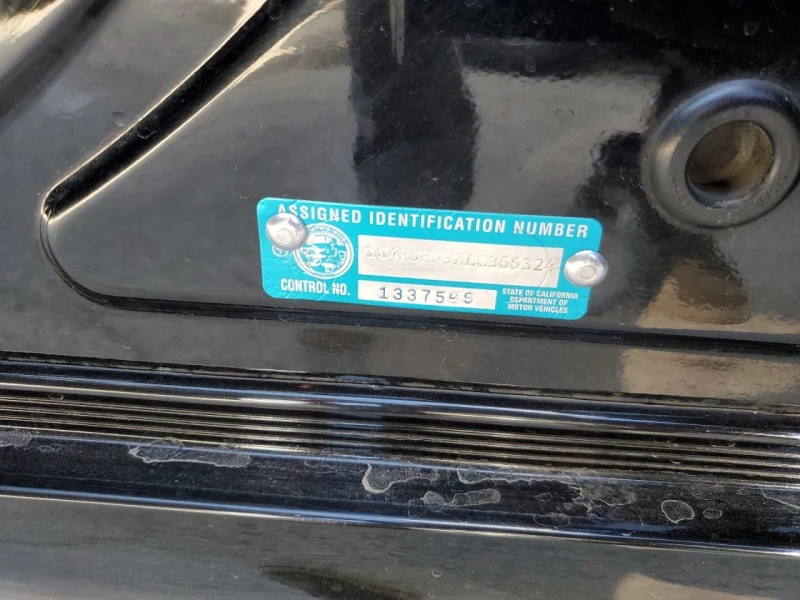 ASSIGNED IDENTIFICATION NUMBER
CONTROL NO.
1337599
STATE OF CALIFORNIA
DEPARTMENT OF
MOTOR VEHICLES